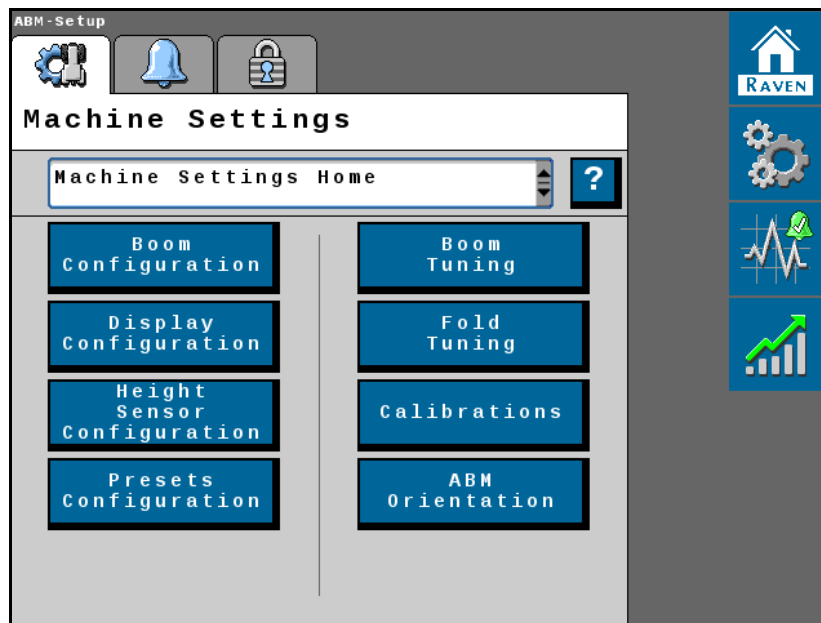 ABM-Setup
Machine Settings
Machine Settings Home
?
Boom
Configuration
Boom
Tuning
Display
Configuration
Fold
Tuning
Height
Sensor
Configuration
Calibrations
Presets
Configuration
ABM
Orientation
RAVEN